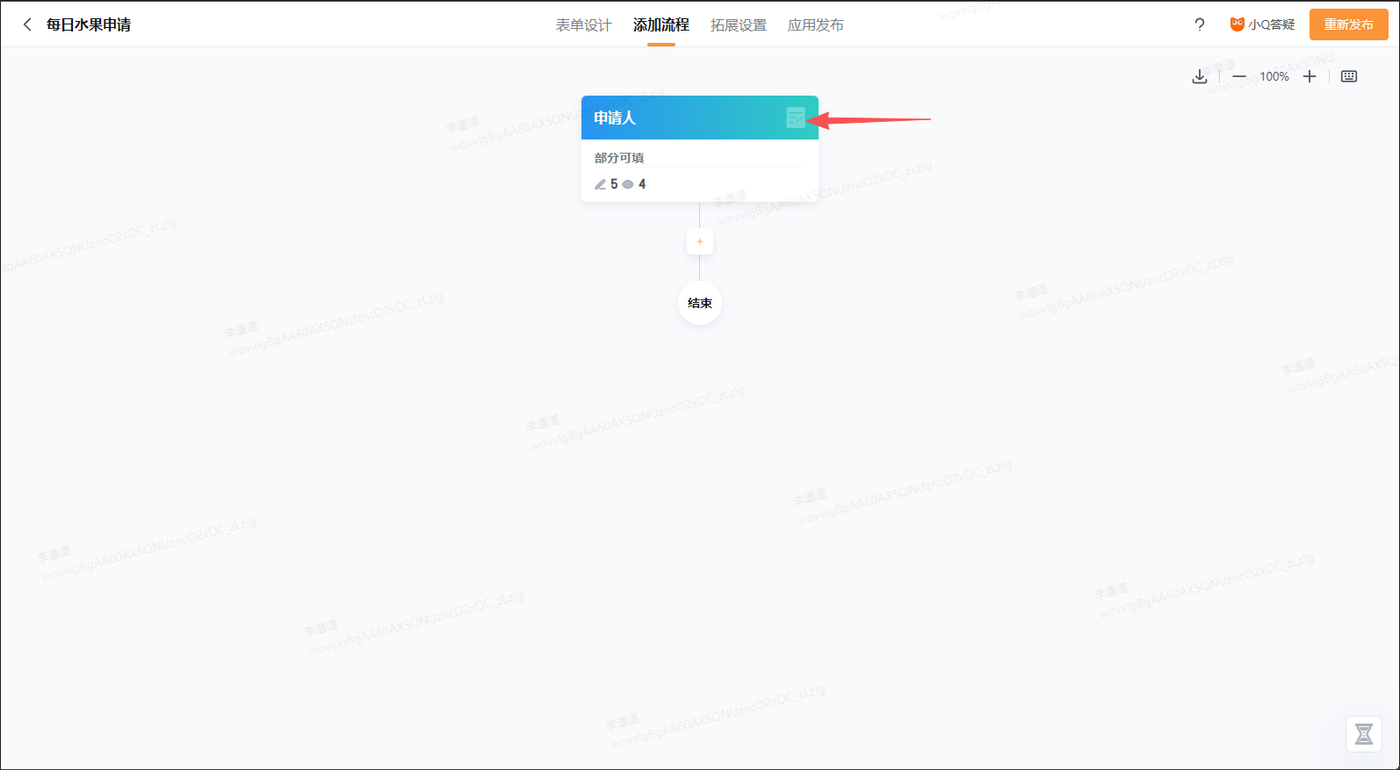 每日水果申请
表单设计 添加流程 拓展设置 应用发布
? 小Q答疑 重新发布
100%
申请人
部分可填
5 4
+
结束